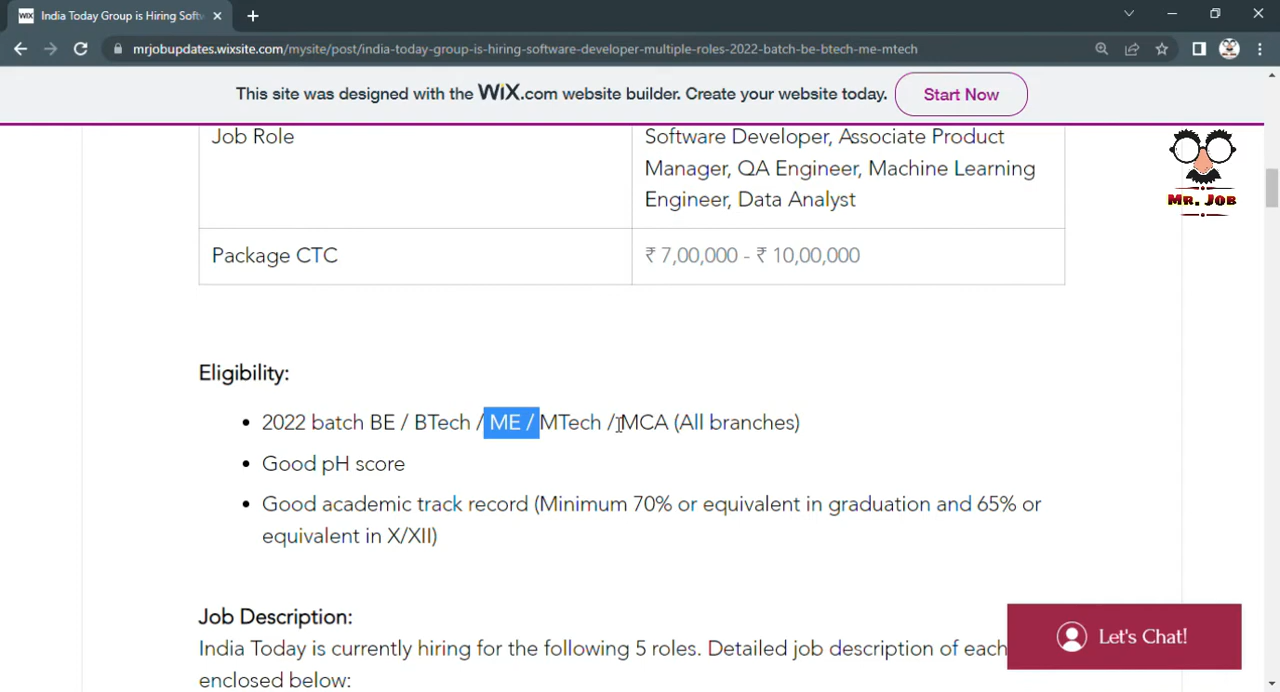 WiX India Today Group is Hiring Soft
mrjobupdates.wixsite.com/mysite/post/india-today-group-is-hiring-software-developer-multiple-roles-2022-batch-be-btech-me-mtech
This site was designed with the WiX.com website builder. Create your website today. Start Now
Job Role
Software Developer, Associate Product
Manager, QA Engineer, Machine Learning
Engineer, Data Analyst
MR. JOB
Package CTC
₹ 7,00,000 - ₹ 10,00,000
Eligibility:
• 2022 batch BE / BTech / ME / MTech / MCA (All branches)
• Good pH score
• Good academic track record (Minimum 70% or equivalent in graduation and 65% or
equivalent in X/XII)
Job Description:
India Today is currently hiring for the following 5 roles. Detailed job description of each
enclosed below:
Let's Chat!